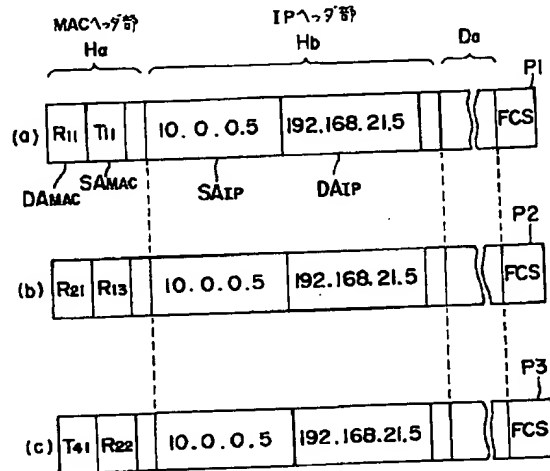 MACヘッダ部 IPヘッダ部
Ha Hb Da P1
(a) R11 T11 10.0.0.5 192.168.21.5 FCS
DAMAC SAMAC SAIP DAIP
P2
(b) R21 R13 10.0.0.5 192.168.21.5 FCS
P3
(c) T41 R22 10.0.0.5 192.168.21.5 FCS